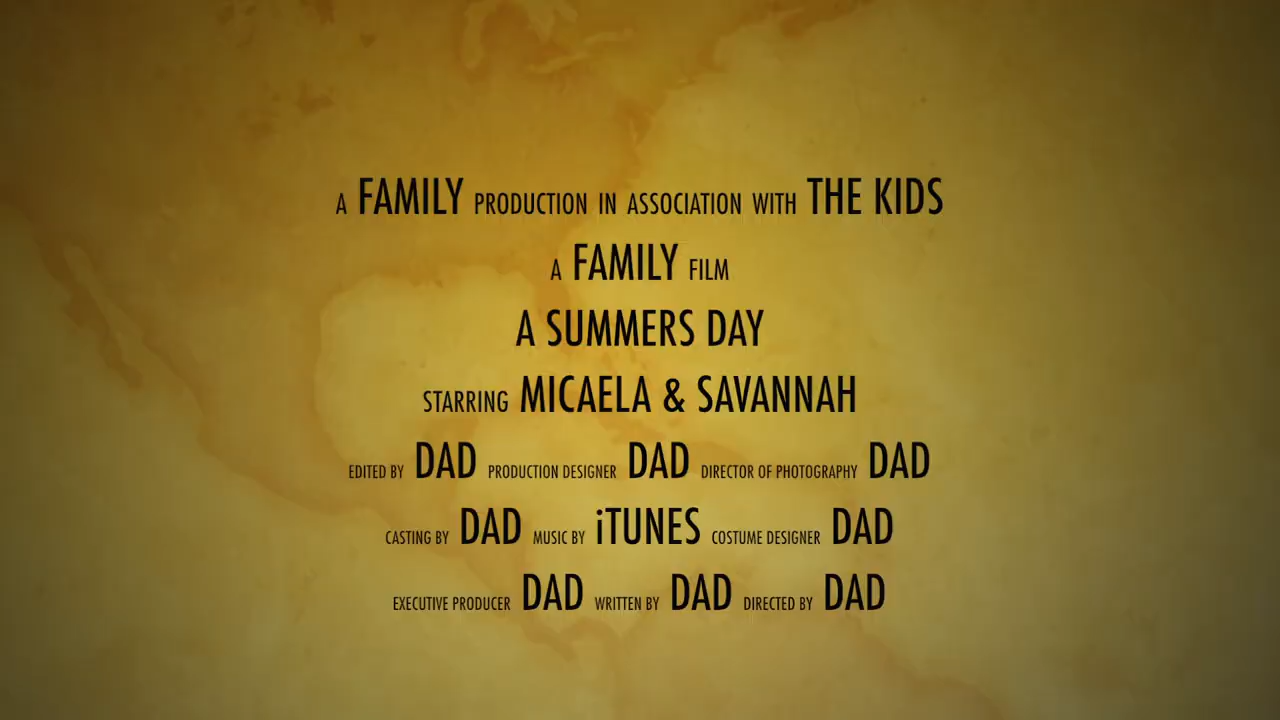 A FAMILY PRODUCTION IN ASSOCIATION WITH THE KIDS
A FAMILY FILM
A SUMMERS DAY
STARRING MICAELA & SAVANNAH
EDITED BY DAD PRODUCTION DESIGNER DAD DIRECTOR OF PHOTOGRAPHY DAD
CASTING BY DAD MUSIC BY iTUNES COSTUME DESIGNER DAD
EXECUTIVE PRODUCER DAD WRITTEN BY DAD DIRECTED BY DAD